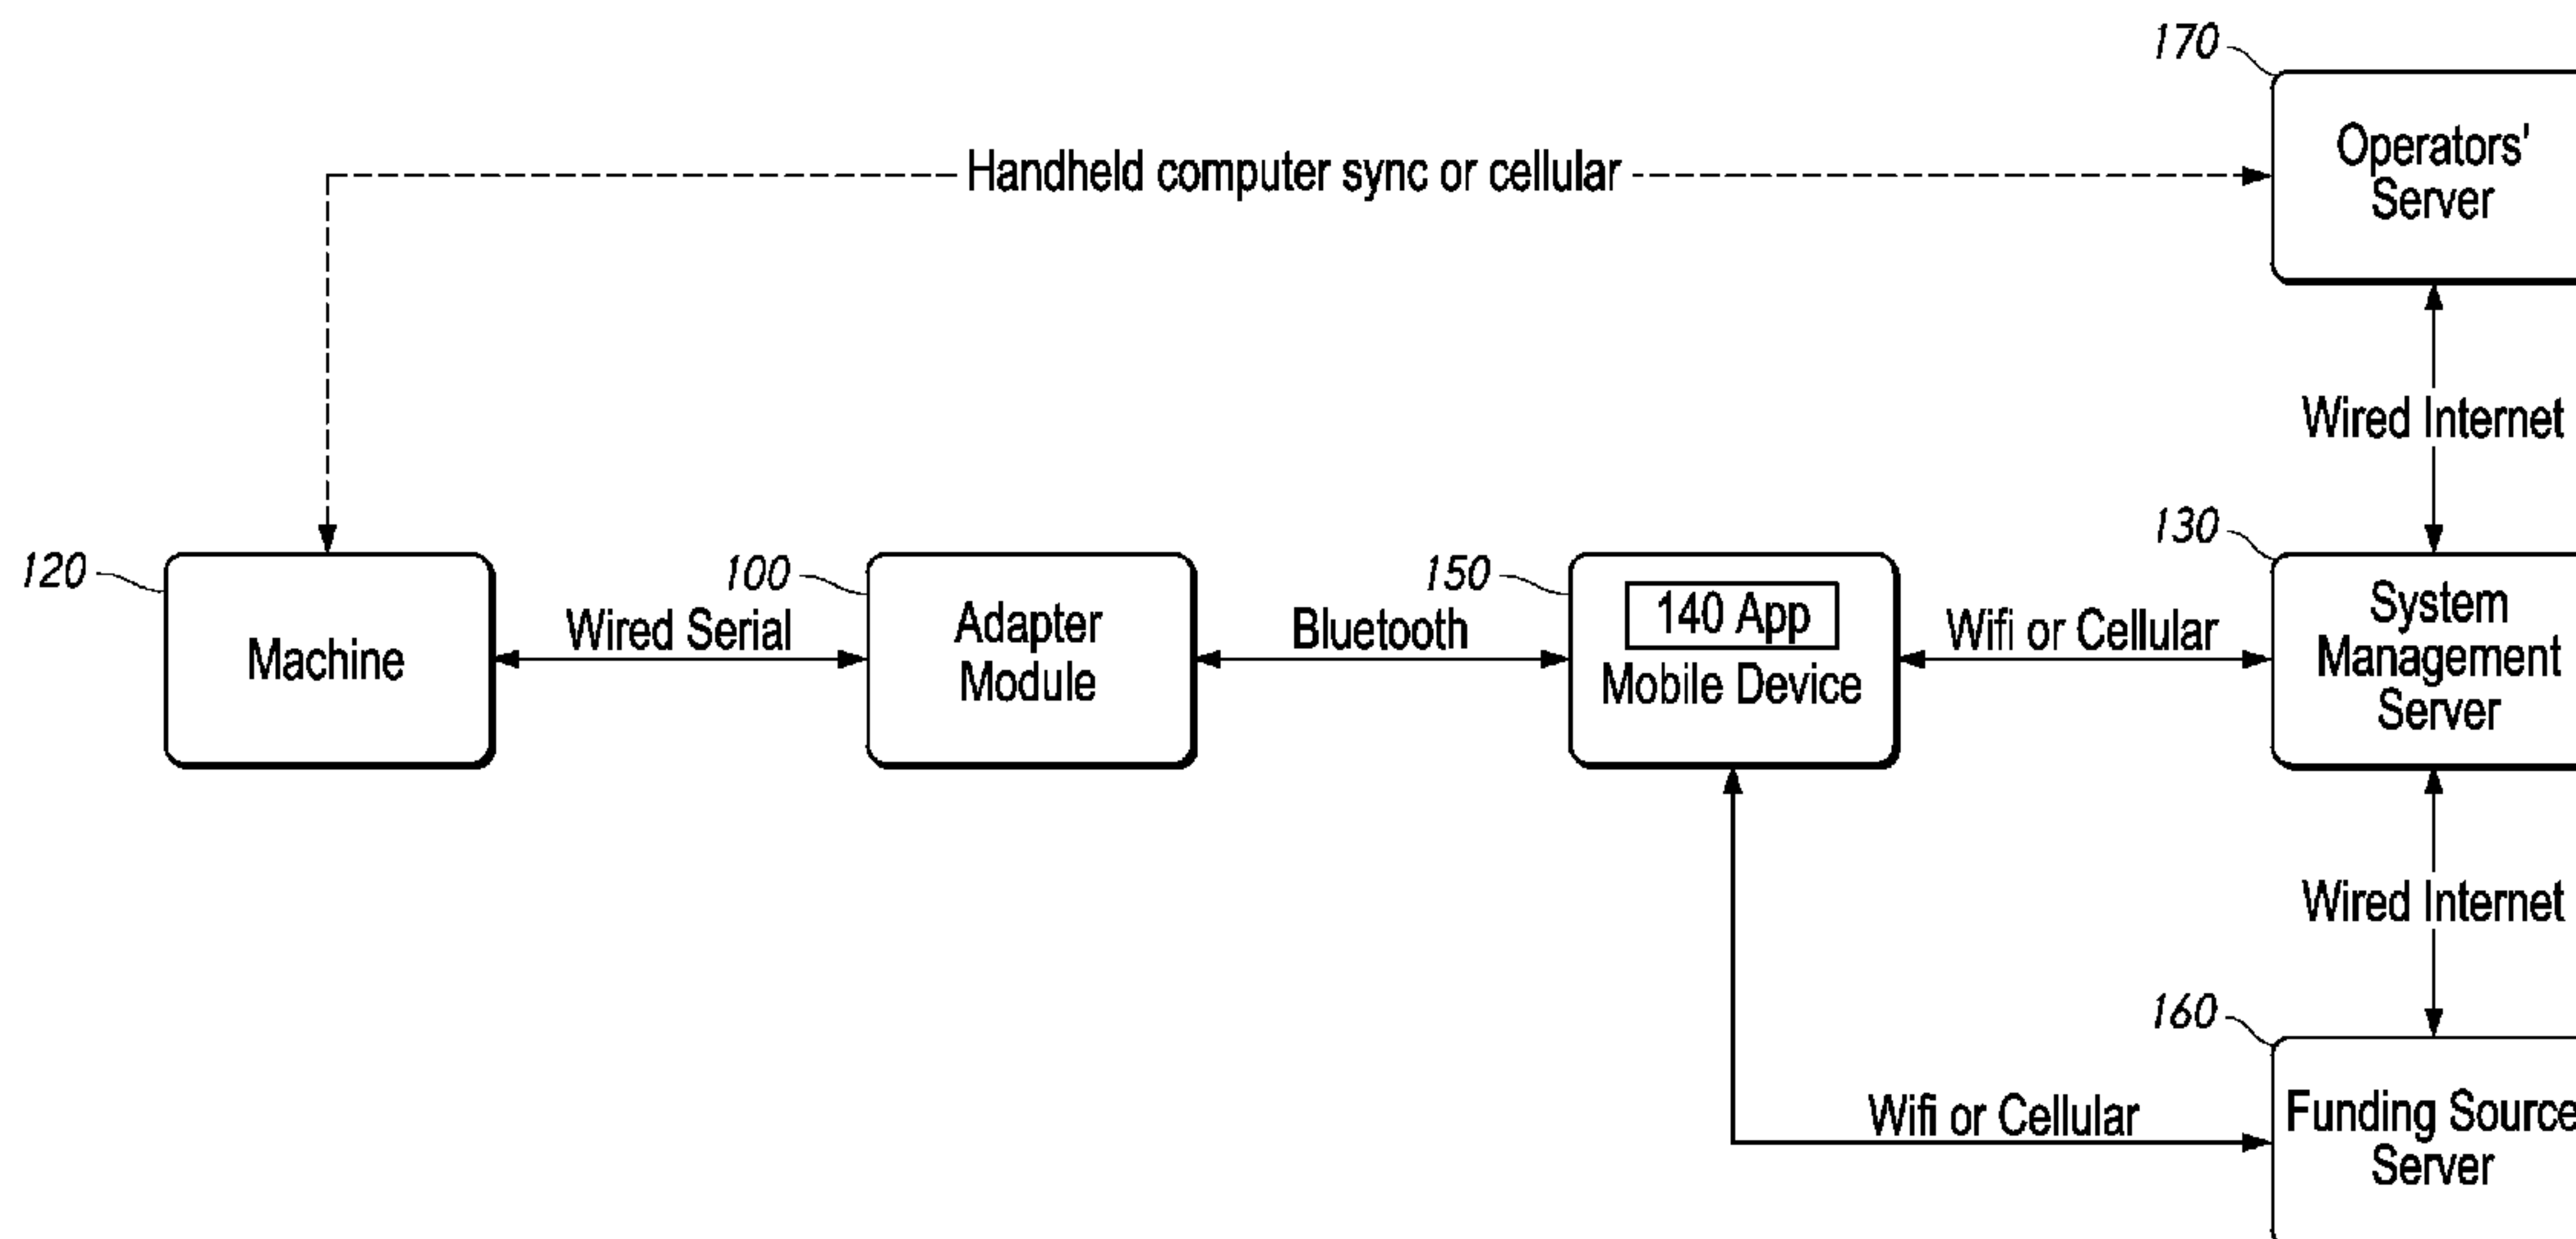 170
Operators'
Server
Handheld computer sync or cellular
Wired Internet
120
Machine
Wired Serial
100
Adapter
Module
Bluetooth
150
140 App
Mobile Device
Wifi or Cellular
130
System
Management
Server
Wired Internet
160
Funding Source
Server
Wifi or Cellular